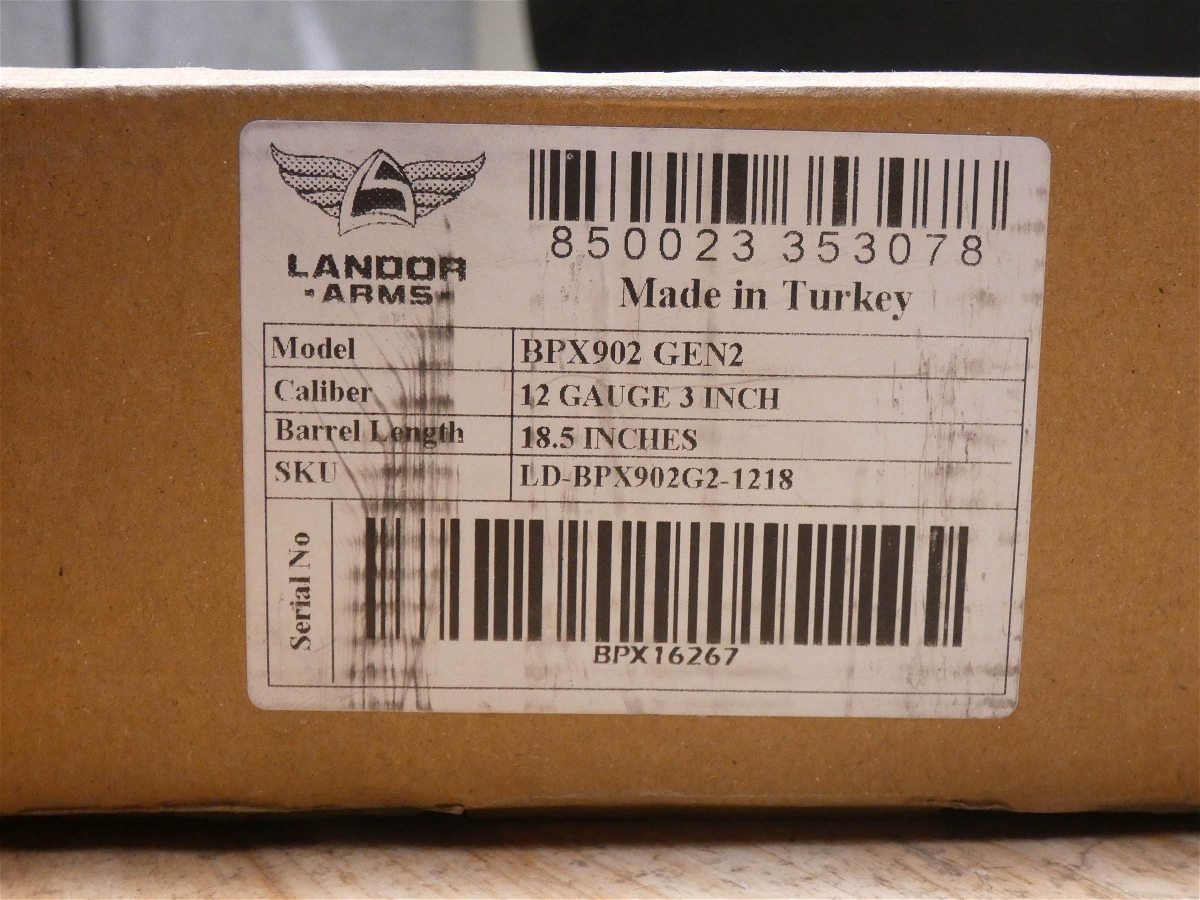 LANDOR
·ARMS·
850023 353078
Made in Turkey
Model BPX902 GEN2
Caliber 12 GAUGE 3 INCH
Barrel Length 18.5 INCHES
SKU LD-BPX902G2-1218
Serial No
BPX16267